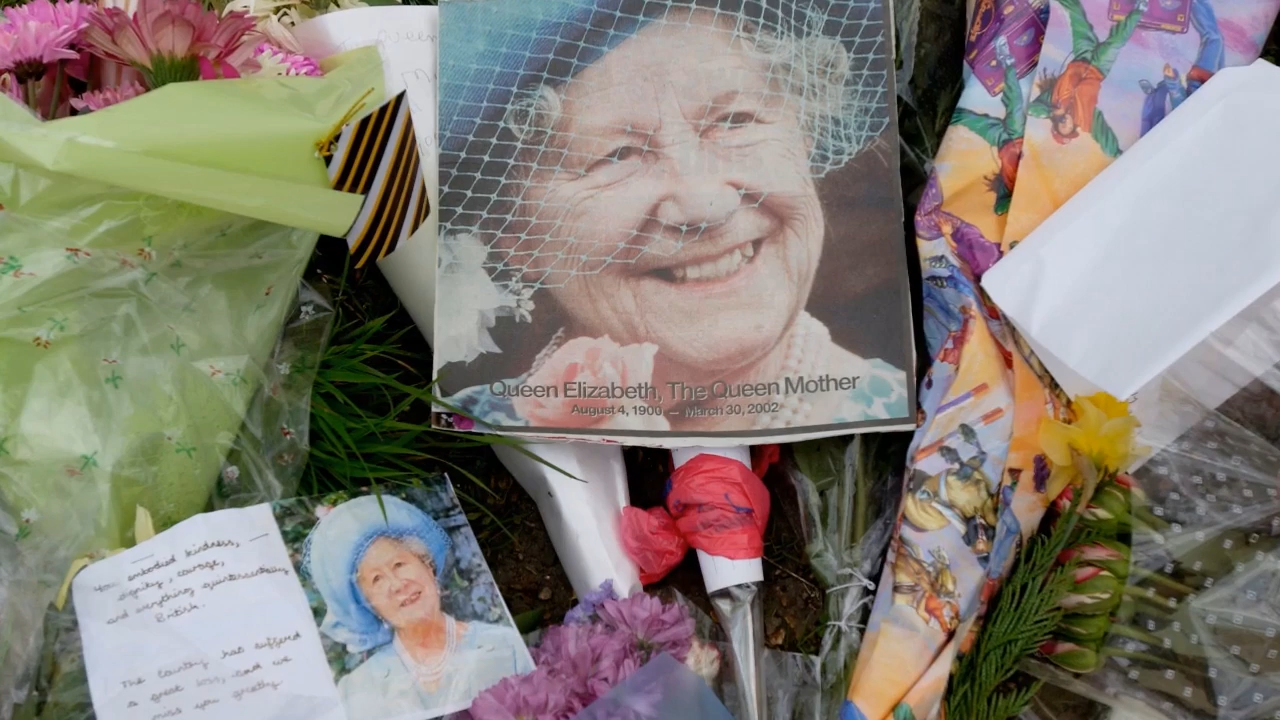 Queen
Queen Elizabeth, The Queen Mother
August 4, 1900 — March 30, 2002
You embodied kindness,
dignity, courage,
and everything quintessentially
British.
The country has suffered
a great loss, and we
miss you greatly